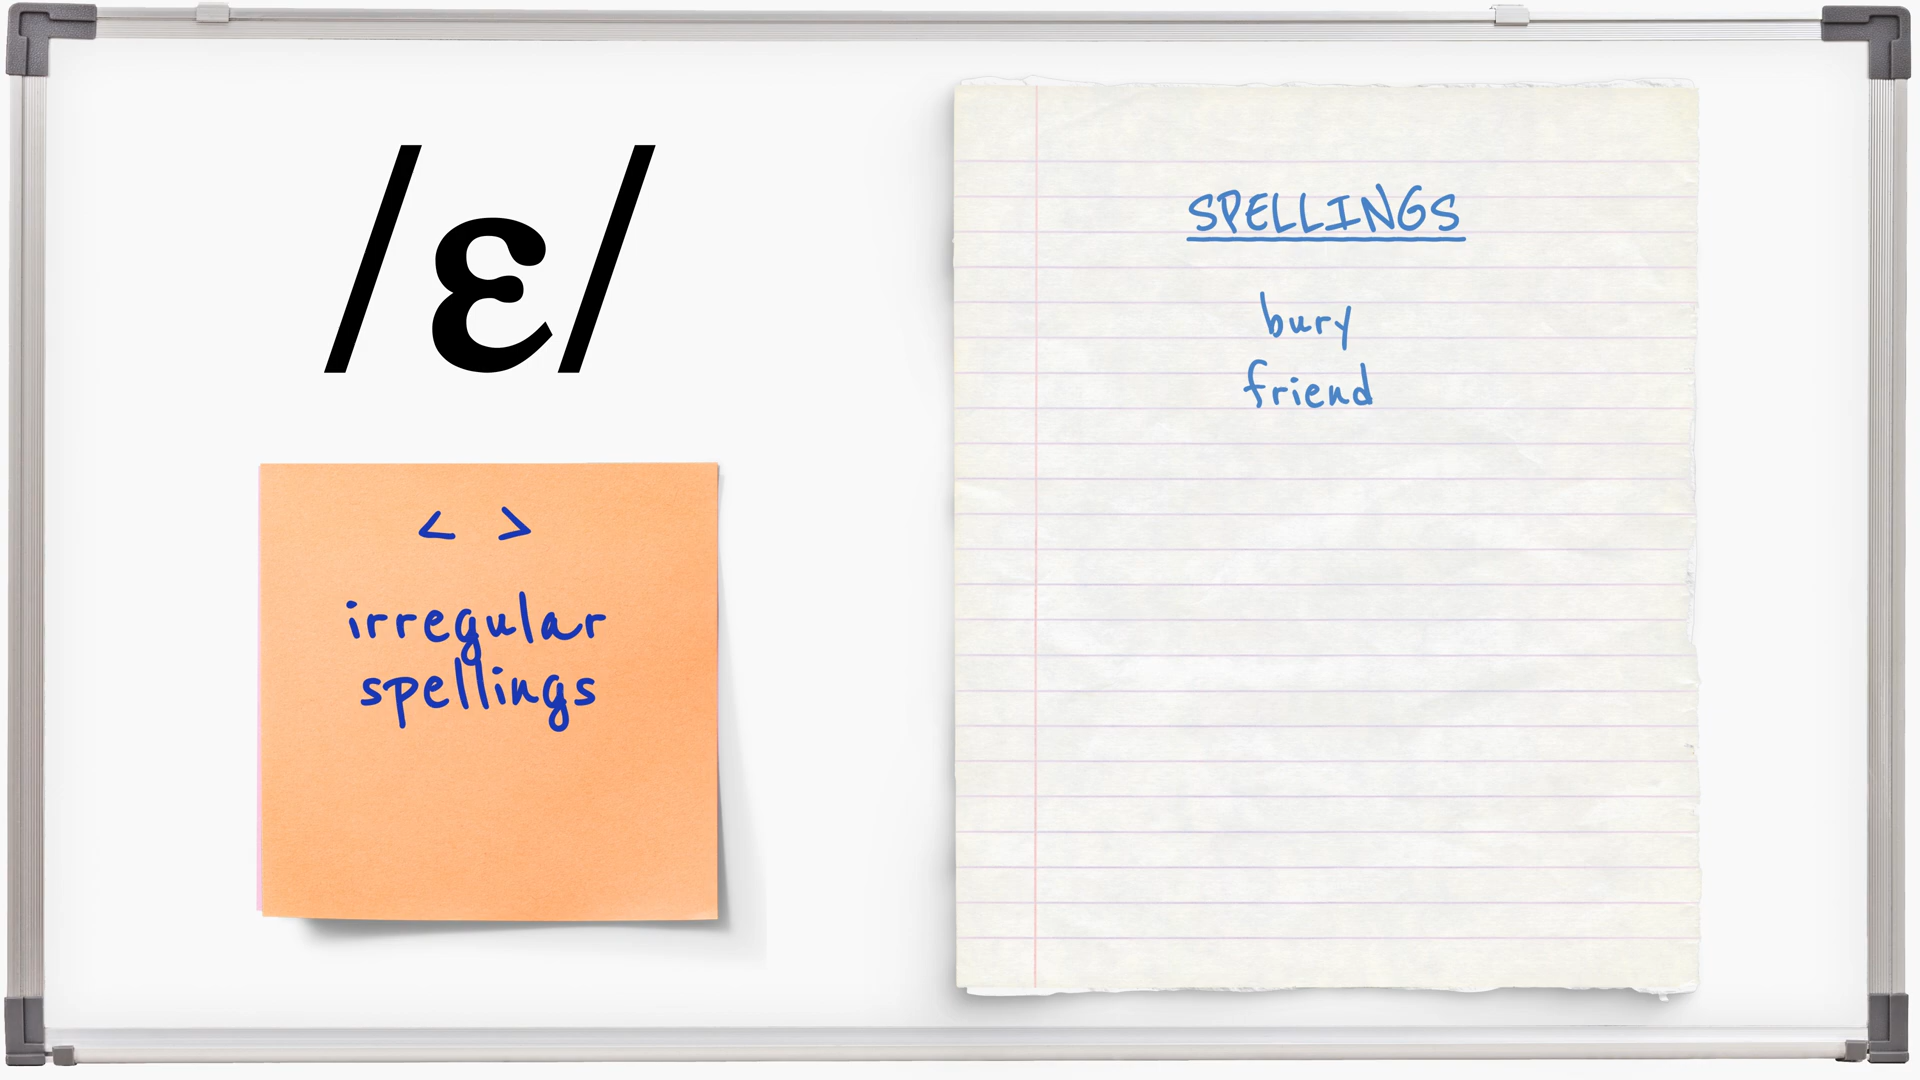 /ɛ/
< >
irregular
spellings
SPELLINGS
bury
friend